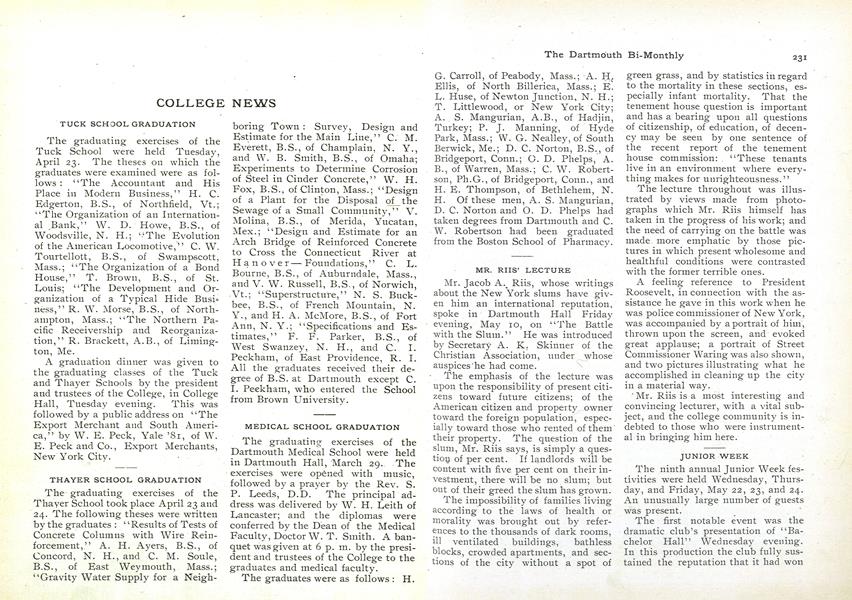 The Dartmouth Bi-Monthly 231
COLLEGE NEWS
TUCK SCHOOL GRADUATION
The graduating exercises of the
Tuck School were held Tuesday,
April 23. The theses on which the
graduates were examined were as fol-
lows: "The Accountant and His
Place in Modern Business," H. C.
Edgerton, B.S., of Northfield, Vt.;
"The Organization of an Internation-
al Bank," W. D. Howe, B.S., of
Woodsville, N. H.; "The Evolution
of the American Locomotive," C. W.
Tourtellott, B.S., of Swampscott,
Mass.; "The Organization of a Bond
House," T. Brown, B.S., of St.
Louis; "The Development and Or-
ganization of a Typical Hide Busi-
ness," R. W. Morse, B.S., of North-
ampton, Mass.; "The Northern Pa-
cific Receivership and Reorganiza-
tion," R. Brackett, A.B., of Liming-
ton, Me.
A graduation dinner was given to
the graduating classes of the Tuck
and Thayer Schools by the president
and trustees of the College, in College
Hall, Tuesday evening. This was
followed by a public address on "The
Export Merchant and South Ameri-
ca," by W. E. Peck, Yale '81, of W.
E. Peck and Co., Export Merchants,
New York City.
THAYER SCHOOL GRADUATION
The graduating exercises of the
Thayer School took place April 23 and
24. The following theses were written
by the graduates: "Results of Tests of
Concrete Columns with Wire Rein-
forcement," A. H. Ayers, B.S., of
Concord, N. H., and C. M. Soule,
B.S., of East Weymouth, Mass.;
"Gravity Water Supply for a Neigh-
boring Town: Survey, Design and
Estimate for the Main Line," C. M.
Everett, B.S., of Champlain, N. Y.,
and W. B. Smith, B.S., of Omaha;
Experiments to Determine Corrosion
of Steel in Cinder Concrete," W. H.
Fox, B.S., of Clinton, Mass.; "Design
of a Plant for the Disposal of the
Sewage of a Small Community," V.
Molina, B.S., of Merida, Yucatan,
Mex.; "Design and Estimate for an
Arch Bridge of Reinforced Concrete
to Cross the Connecticut River at
Hanover—Foundations," C. L.
Bourne, B.S., of Auburndale, Mass.,
and V. W. Russell, B.S., of Norwich,
Vt.; "Superstructure," N. S. Buck-
bee, B.S., of French Mountain, N.
Y., and H. A. McMore, B.S., of Fort
Ann, N. Y.; "Specifications and Es-
timates," F. F. Parker, B.S., of
West Swanzey, N. H., and C. I.
Peckham, of East Providence, R. I.
All the graduates received their de-
gree of B.S. at Dartmouth except C.
I. Peekham, who entered the School
from Brown University.
MEDICAL SCHOOL GRADUATION
The graduating exercises of the
Dartmouth Medical School were held
in Dartmouth Hall, March 29. The
exercises were opened with music,
followed by a prayer by the Rev. S.
P. Leeds, D.D. The principal ad-
dress was delivered by W. H. Leith of
Lancaster; and the diplomas were
conferred by the Dean of the Medical
Faculty, Doctor W. T. Smith. A ban-
quet was given at 6 p. m. by the presi-
dent and trustees of the College to the
graduates and medical faculty.
The graduates were as follows: H.
G. Carroll, of Peabody, Mass.; A. H.
Ellis, of North Billerica, Mass.; E.
L. Huse, of Newton Junction, N. H.;
T. Littlewood, or New York City;
A. S. Mangurian, A.B., of Hadjin,
Turkey; P. J. Manning, of Hyde
Park, Mass.; W. G. Nealley, of South
Berwick, Me.; D. C. Norton, B.S., of
Bridgeport, Conn.; O. D. Phelps, A.
B., of Warren, Mass.; C. W. Robert-
son, Ph.G., of Bridgeport, Conn., and
H. E. Thompson, of Bethlehem, N.
H. Of these men, A. S. Mangurian,
D. C. Norton and O. D. Phelps had
taken degrees from Dartmouth and C.
W. Robertson had been graduated
from the Boston School of Pharmacy.
MR. RIIS' LECTURE
Mr. Jacob A. Riis, whose writings
about the New York slums have giv-
en him an international reputation,
spoke in Dartmouth Hall Friday
evening, May 10, on "The Battle
with the Slum." He was introduced
by Secretary A. K. Skinner of the
Christian Association, under whose
auspices he had come.
The emphasis of the lecture was
upon the responsibility of present citi-
zens toward future citizens; of the
American citizen and property owner
toward the foreign population, espec-
ially toward those who rented of them
their property. The question of the
slum, Mr. Riis says, is simply a ques-
tion of per cent. If landlords will be
content with five per cent on their in-
vestment, there will be no slum; but
out of their greed the slum has grown.
The impossibility of families living
according to the laws of health or
morality was brought out by refer-
ences to the thousands of dark rooms,
ill ventilated buildings, bathless
blocks, crowded apartments, and sec-
tions of the city without a spot of
green grass, and by statistics in regard
to the mortality in these sections, es-
pecially infant mortality. That the
tenement house question is important
and has a bearing upon all questions
of citizenship, of education, of decen-
cy may be seen by one sentence of
the recent report of the tenement
house commission: "These tenants
live in an environment where every-
thing makes for unrighteousness."
The lecture throughout was illus-
trated by views made from photo-
graphs which Mr. Riis himself has
taken in the progress of his work; and
the need of carrying on the battle was
made more emphatic by those pic-
tures in which present wholesome and
healthful conditions were contrasted
with the former terrible ones.
A feeling reference to President
Roosevelt, in connection with the as-
sistance he gave in this work when he
was police commissioner of New York,
was accompanied by a portrait of him,
thrown upon the screen, and evoked
great applause; a portrait of Street
Commissioner Waring was also shown,
and two pictures illustrating what he
accomplished in cleaning up the city
in a material way.
Mr. Riis is a most interesting and
convincing lecturer, with a vital sub-
ject, and the college community is in-
debted to those who were instrument-
al in bringing him here.
JUNIOR WEEK
The ninth annual Junior Week fes-
tivities were held Wednesday, Thurs-
day, and Friday, May 22, 23, and 24.
An unusually large number of guests
was present.
The first notable event was the
dramatic club's presentation of "Ba-
chelor Hall" Wednesday evening.
In this production the club fully sus-
tained the reputation that it had won